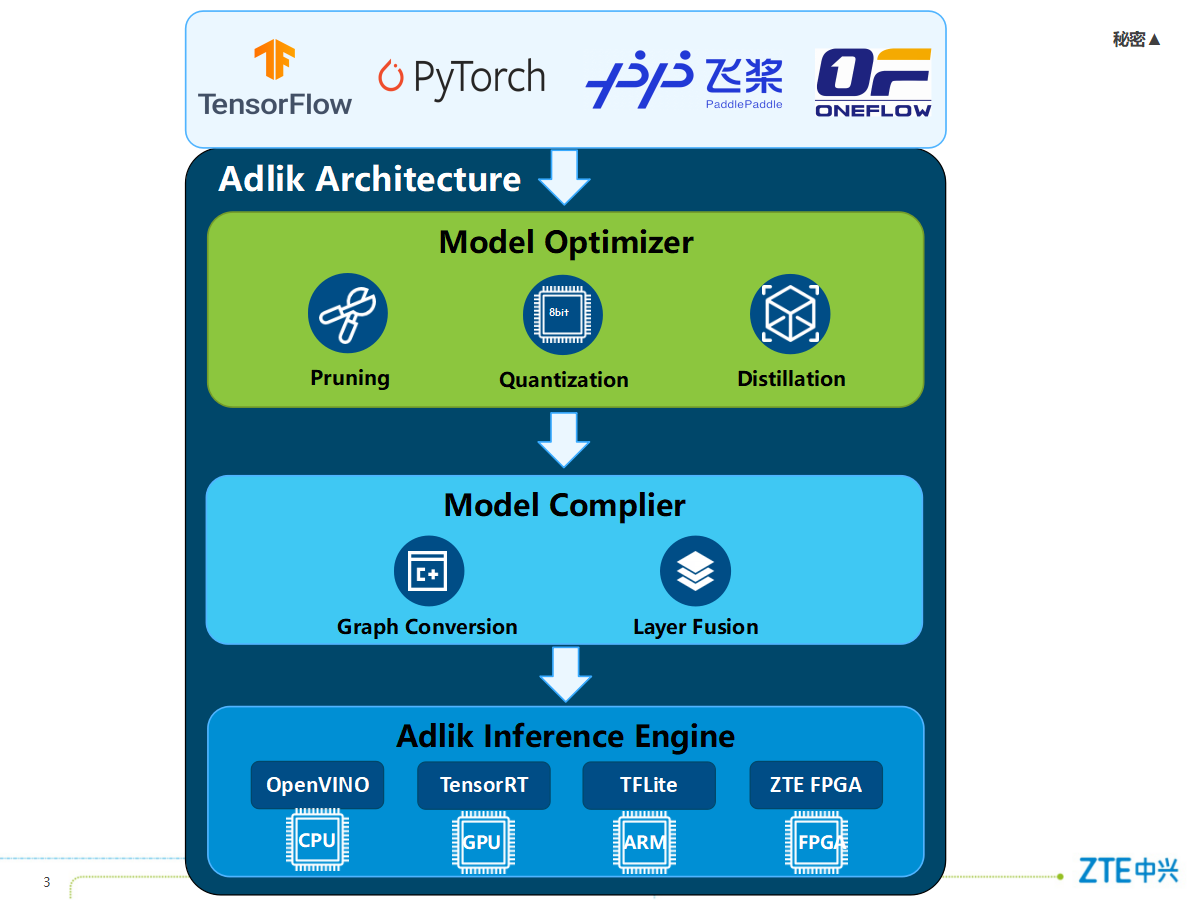 秘密▲
TensorFlow
PyTorch
飞桨
PaddlePaddle
OF
ONEFLOW
Adlik Architecture
Model Optimizer
8bit
Pruning
Quantization
Distillation
Model Complier
C+
Graph Conversion
Layer Fusion
Adlik Inference Engine
OpenVINO
TensorRT
TFLite
ZTE FPGA
CPU
GPU
ARM
FPGA
3
ZTE中兴